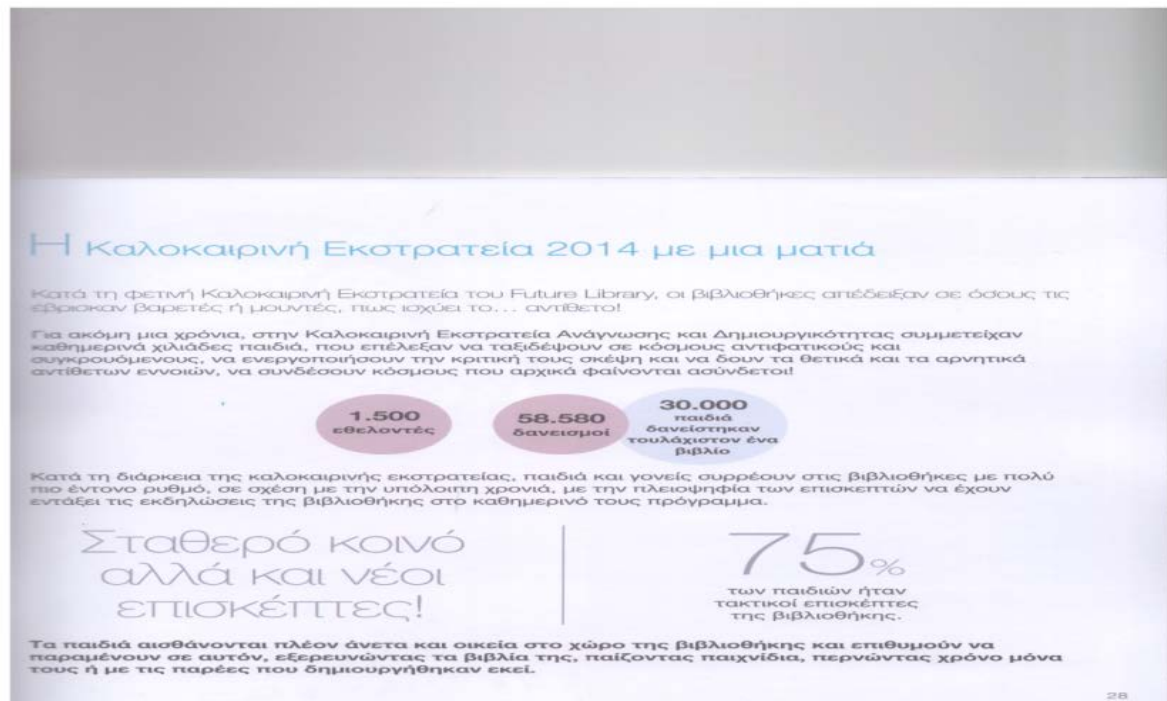 Η Καλοκαιρινή Εκστρατεία 2014 με μια ματιά
Κατά τη φετινή Καλοκαιρινή Εκστρατεία του Future Library, οι βιβλιοθήκες απέδειξαν σε όσους τις
έβρισκαν βαρετές ή μουντές, πως ισχύει το... αντίθετο!
Για ακόμη μια χρόνια, στην Καλοκαιρινή Εκστρατεία Ανάγνωσης και Δημιουργικότητας συμμετείχαν
καθημερινά χιλιάδες παιδιά, που επέλεξαν να ταξιδέψουν σε κόσμους αντιφατικούς και
συγκρουόμενους, να ενεργοποιήσουν την κριτική τους σκέψη και να δουν τα θετικά και τα αρνητικά
αντίθετων εννοιών, να συνδέσουν κόσμους που αρχικά φαίνονται ασύνδετοι!
1.500
εθελοντές
58.580
δανεισμοί
30.000
παιδιά
δανείστηκαν
τουλάχιστον ένα
βιβλίο
Κατά τη διάρκεια της καλοκαιρινής εκστρατείας, παιδιά και γονείς συρρέουν στις βιβλιοθήκες με πολύ
πιο έντονο ρυθμό, σε σχέση με την υπόλοιπη χρονιά, με την πλειοψηφία των επισκεπτών να έχουν
εντάξει τις εκδηλώσεις της βιβλιοθήκης στο καθημερινό τους πρόγραμμα.
Σταθερό κοινό
αλλά και νέοι
επισκέπτες!
75%
των παιδιών ήταν
τακτικοί επισκέπτες
της βιβλιοθήκης.
Τα παιδιά αισθάνονται πλέον άνετα και οικεία στο χώρο της βιβλιοθήκης και επιθυμούν να
παραμένουν σε αυτόν, εξερευνώντας τα βιβλία της, παίζοντας παιχνίδια, περνώντας χρόνο μόνα
τους ή με τις παρέες που δημιουργήθηκαν εκεί.
28